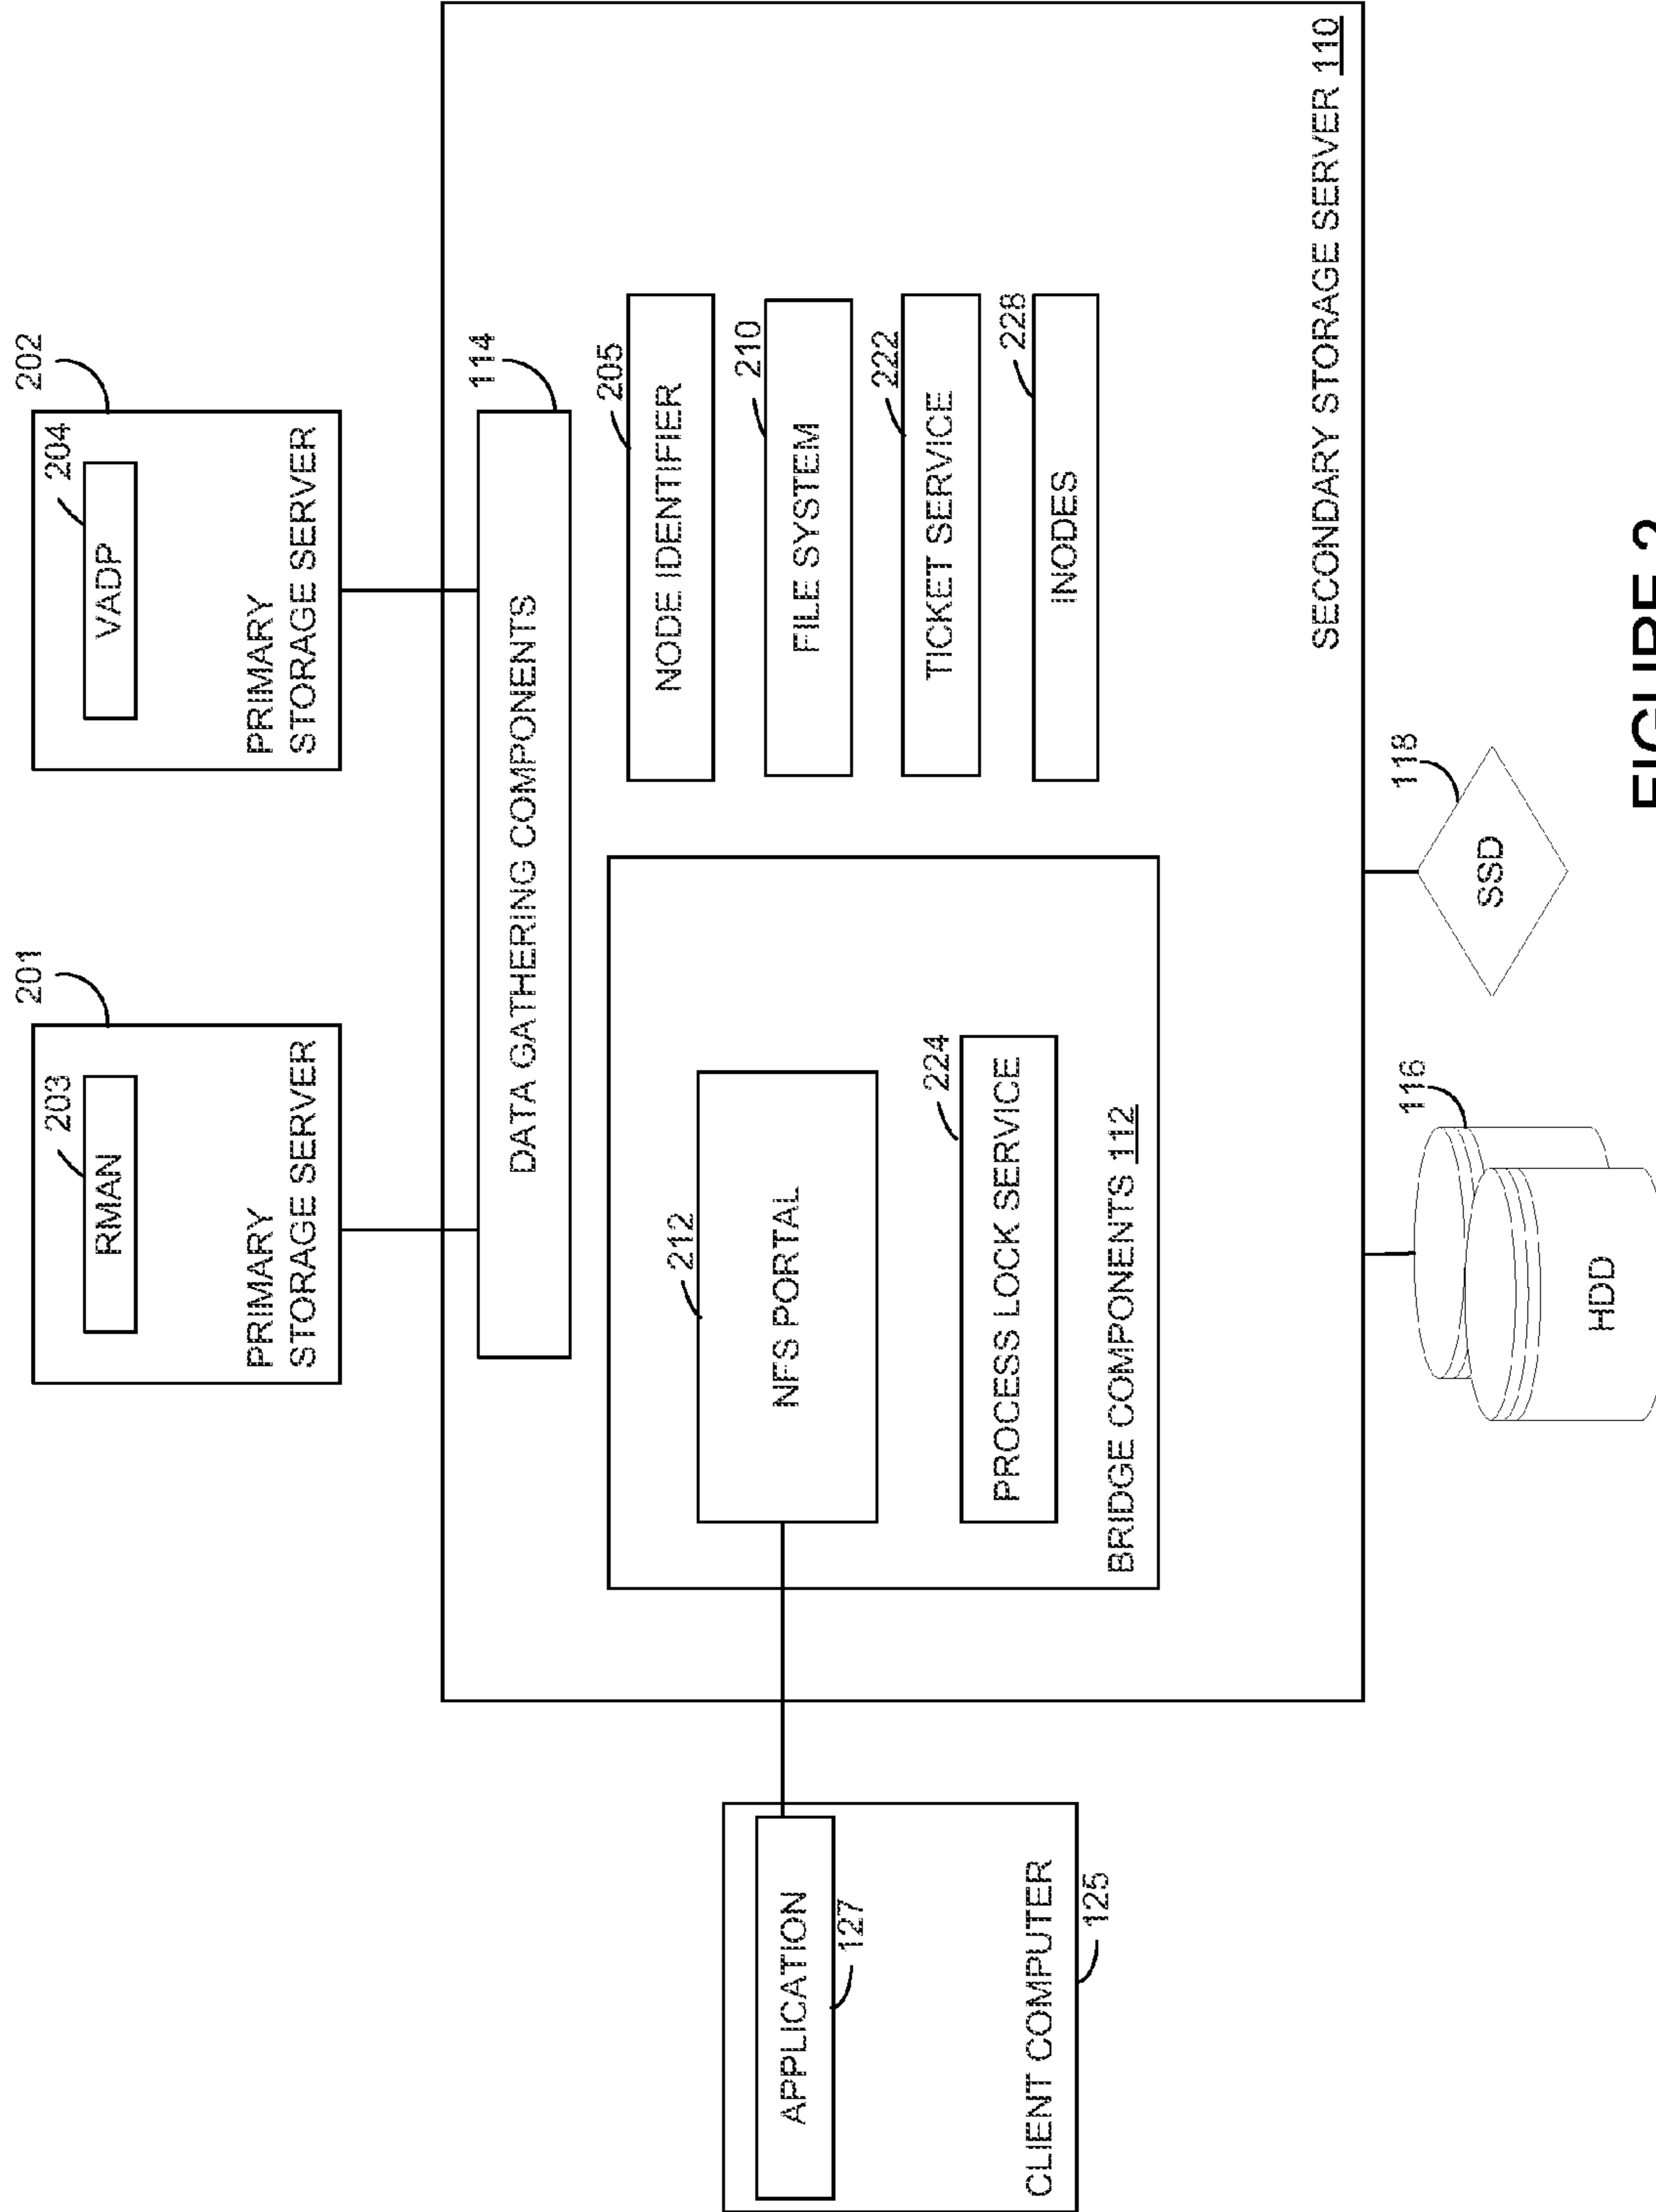 201
203
RMAN
PRIMARY
STORAGE SERVER
202
204
VADP
PRIMARY
STORAGE SERVER
114
DATA GATHERING COMPONENTS
212
NFS PORTAL
224
PROCESS LOCK SERVICE
BRIDGE COMPONENTS 112
205
NODE IDENTIFIER
210
FILE SYSTEM
222
TICKET SERVICE
228
INODES
SECONDARY STORAGE SERVER 110
APPLICATION
127
CLIENT COMPUTER
125
116
HDD
118
SSD